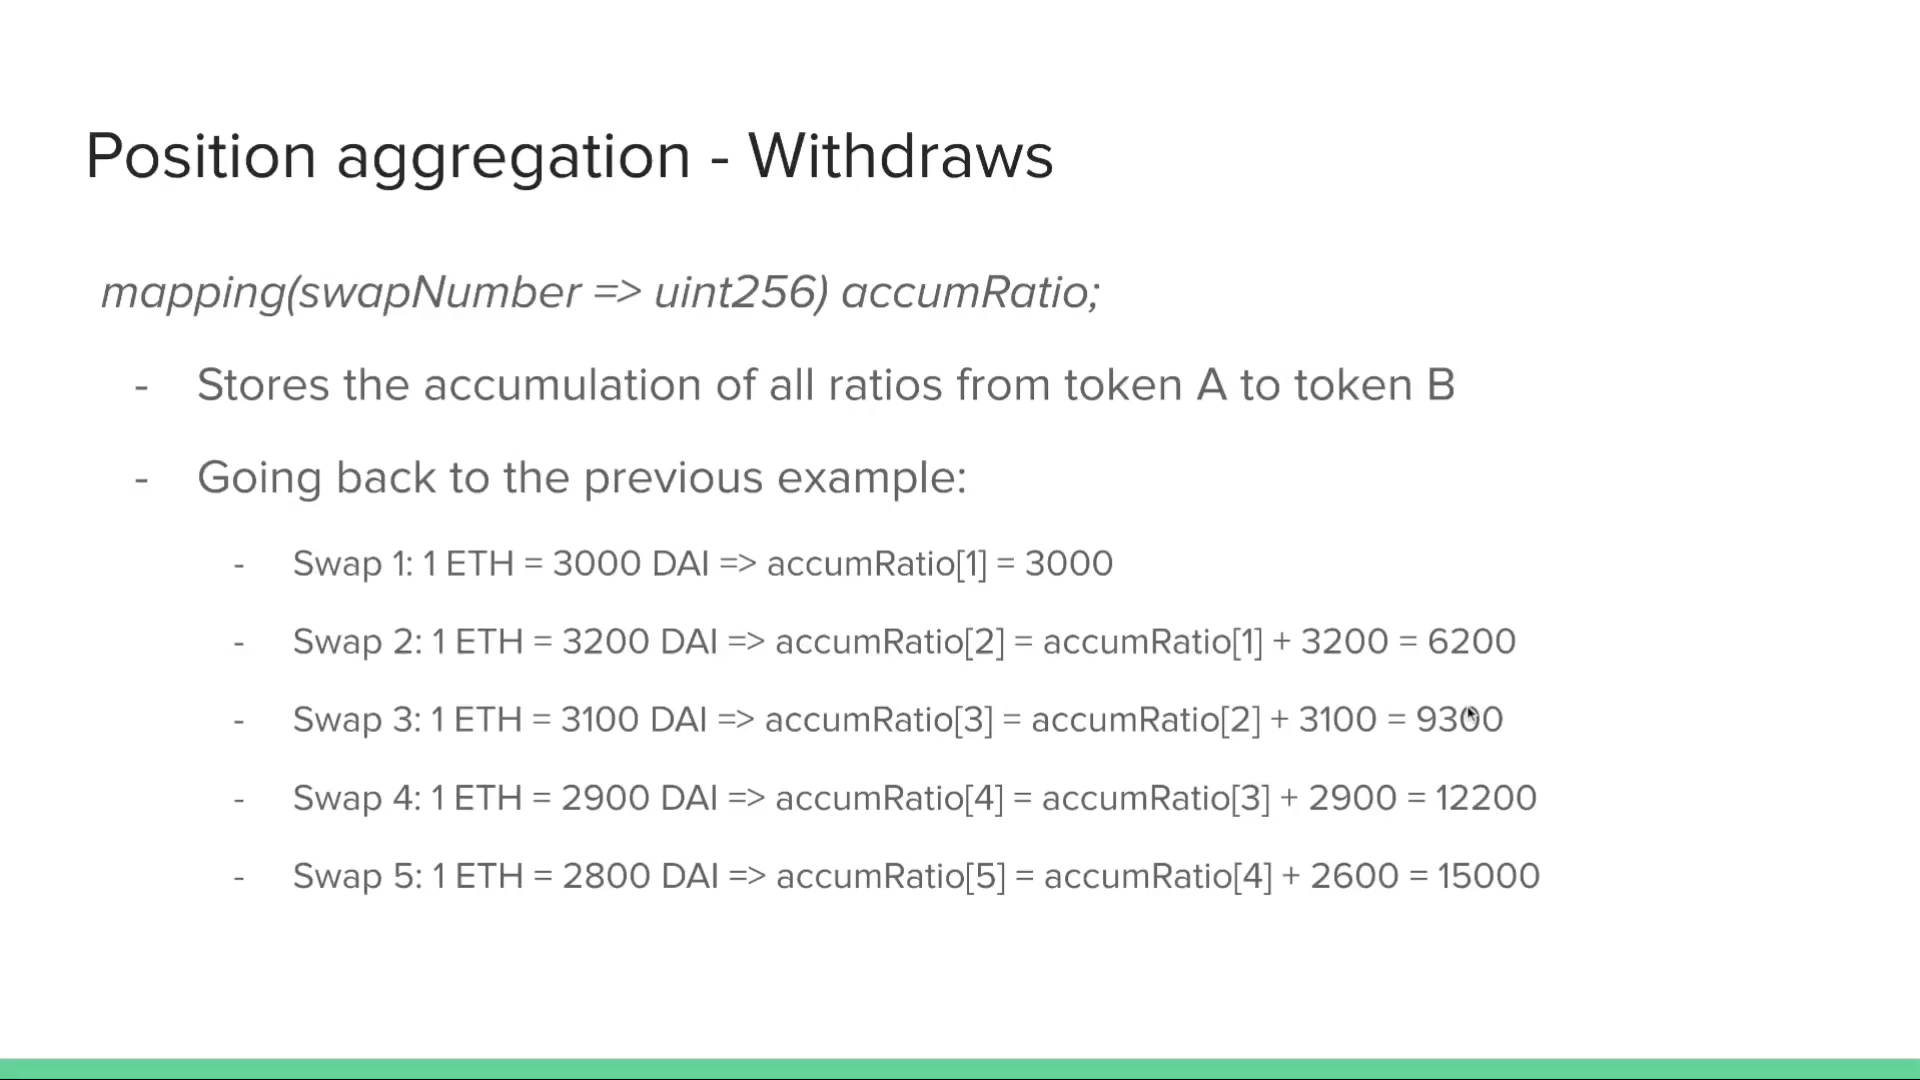 Position aggregation - Withdraws
mapping(swapNumber => uint256) accumRatio;
- Stores the accumulation of all ratios from token A to token B
- Going back to the previous example:
- Swap 1: 1 ETH = 3000 DAI => accumRatio[1] = 3000
- Swap 2: 1 ETH = 3200 DAI => accumRatio[2] = accumRatio[1] + 3200 = 6200
- Swap 3: 1 ETH = 3100 DAI => accumRatio[3] = accumRatio[2] + 3100 = 9300
- Swap 4: 1 ETH = 2900 DAI => accumRatio[4] = accumRatio[3] + 2900 = 12200
- Swap 5: 1 ETH = 2800 DAI => accumRatio[5] = accumRatio[4] + 2600 = 15000